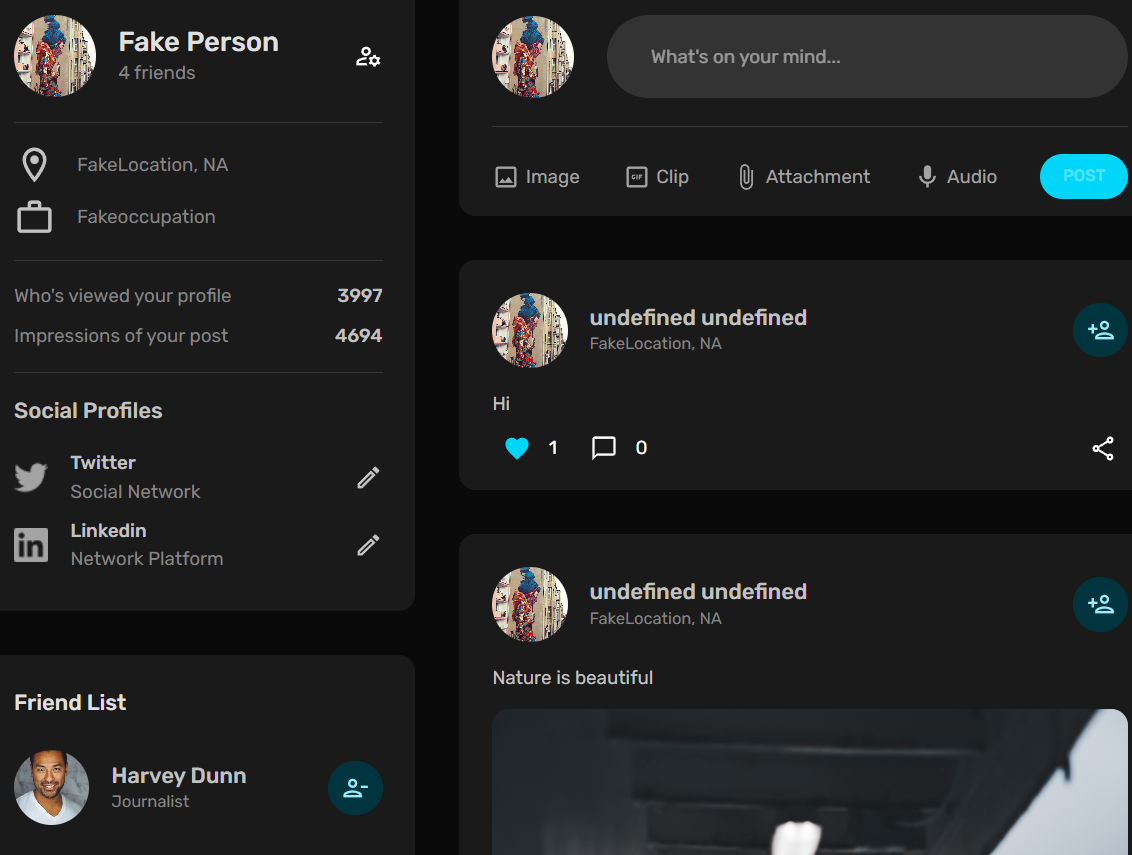 Fake Person
4 friends
FakeLocation, NA
Fakeoccupation
Who's viewed your profile 3997
Impressions of your post 4694
Social Profiles
Twitter
Social Network
in
Linkedin
Network Platform
Friend List
Harvey Dunn
Journalist
What's on your mind...
Image
GIF Clip
Attachment
Audio
POST
undefined undefined
FakeLocation, NA
Hi
1 0
undefined undefined
FakeLocation, NA
Nature is beautiful